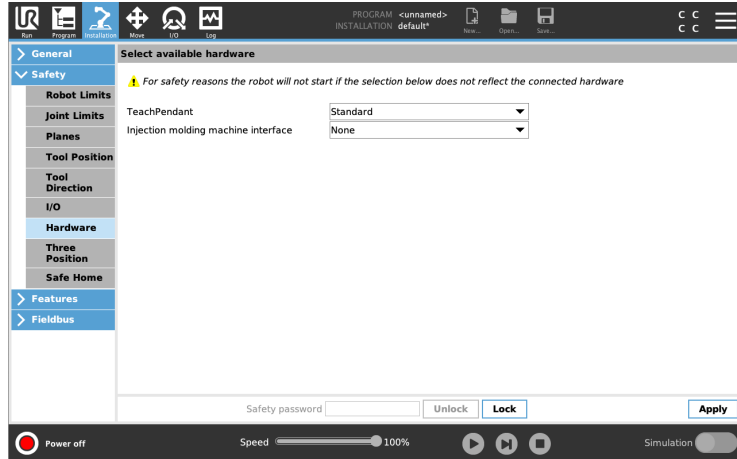 PROGRAM <unnamed>
INSTALLATION default*
Run Program Installation Move I/O Log New... Open... Save...
C C
C C
General
Safety
Robot Limits
Joint Limits
Planes
Tool Position
Tool
Direction
I/O
Hardware
Three
Position
Safe Home
Features
Fieldbus
Select available hardware
For safety reasons the robot will not start if the selection below does not reflect the connected hardware
TeachPendant Standard
Injection molding machine interface None
Safety password Unlock Lock Apply
Power off Speed 100% Simulation